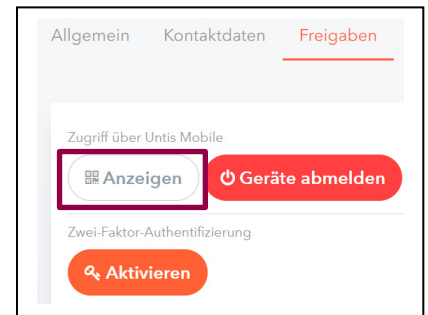 Allgemein Kontaktdaten Freigaben
Zugriff über Untis Mobile
Anzeigen Geräte abmelden
Zwei-Faktor-Authentifizierung
Aktivieren